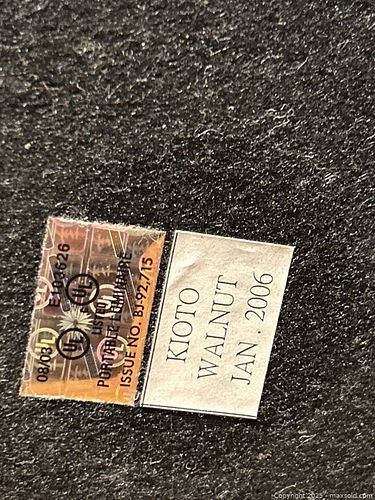 08/03
LISTED
PORTABLE LUMINAIRE
ISSUE NO. BJ-92,715
KIOTO
WALNUT
JAN . 2006
Copyright 2025 - maxsold.com